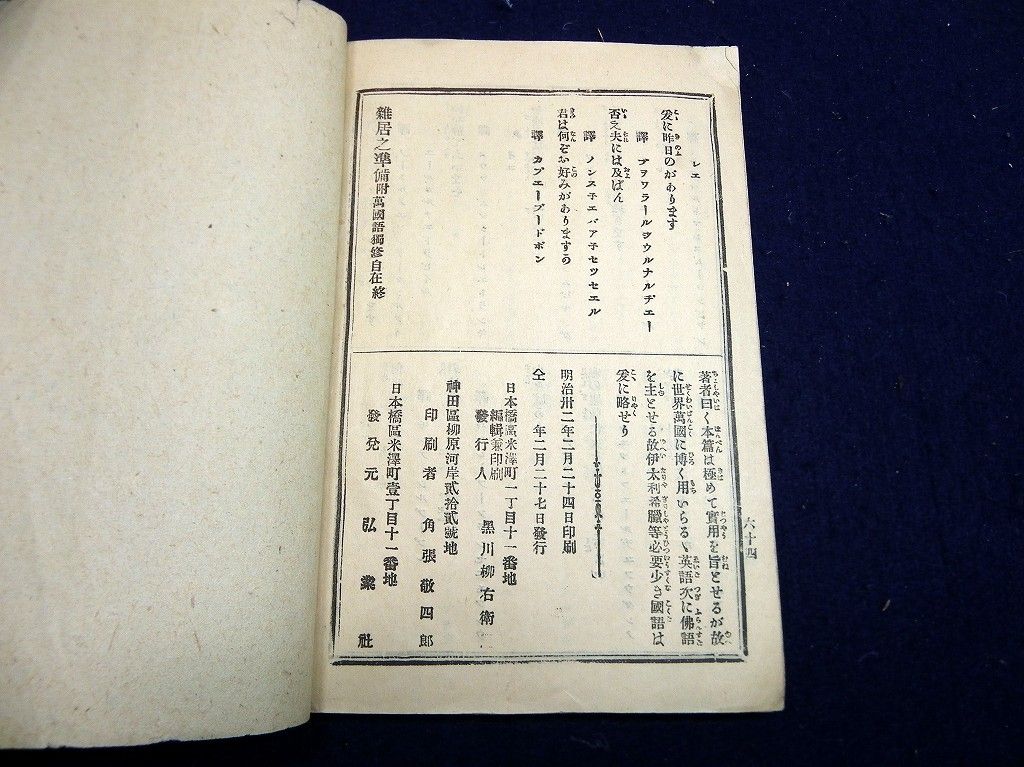 レエ
爰に昨日のがあります
譯 ヲヲワラールヨウルナルヂエー
否之夫には及ばん
譯 ノンスチエバアチセツセエル
君は何ぞお好みがありますの
譯 カプエーブードボン
雜居之準備附萬國語獨修自在終
著者曰く本篇は極めて實用を旨とせるが故
に世界萬國に博く用いらるゝ英語次に佛語
を主とせる故伊太利希臘等必要少き國語は
爰に略せり
明治卅二年二月二十四日印刷
仝 年二月二十七日發行
日本橋區米澤町一丁目十一番地
編輯兼印刷
發行人 黑川柳右衛
神田區柳原河岸貳拾貳號地
印刷者 角張敬四郎
日本橋區米澤町壹丁目十一番地
發兌元 弘業社
六十四